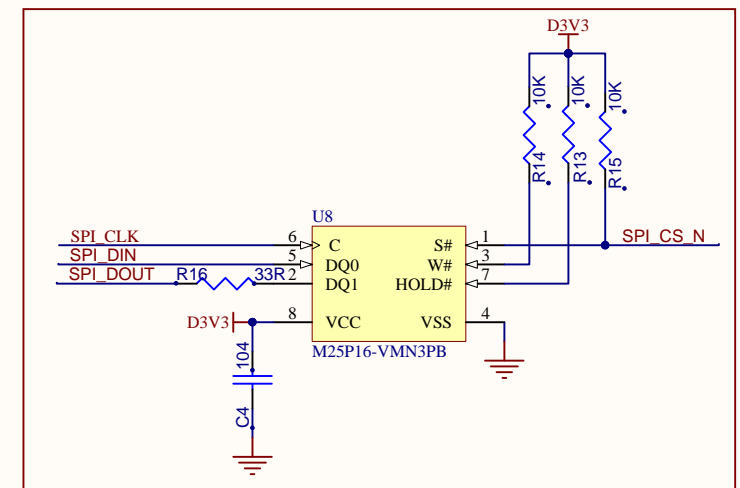 D3V3
10K
10K
10K
R14
R13
R15
U8
SPI_CLK
6
C
S#
1
SPI_CS_N
SPI_DIN
5
DQ0
W#
3
SPI_DOUT
R16
33R
2
DQ1
HOLD#
7
D3V3
8
VCC
VSS
4
M25P16-VMN3PB
104
C4